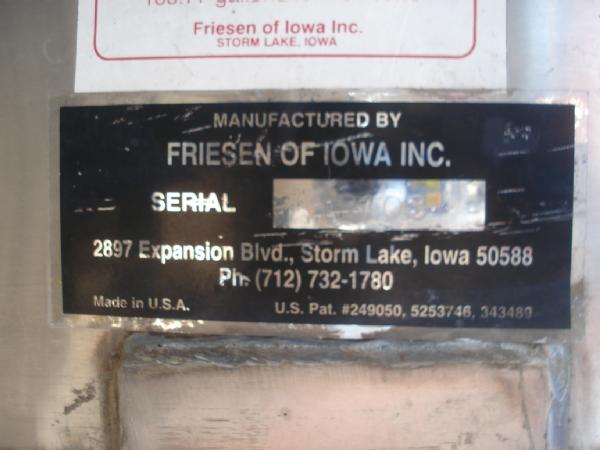 Friesen of Iowa Inc.
STORM LAKE, IOWA
MANUFACTURED BY
FRIESEN OF IOWA INC.
SERIAL
2897 Expansion Blvd., Storm Lake, Iowa 50588
Ph. (712) 732-1780
Made in U.S.A.
U.S. Pat. #249050, 5253746, 343489